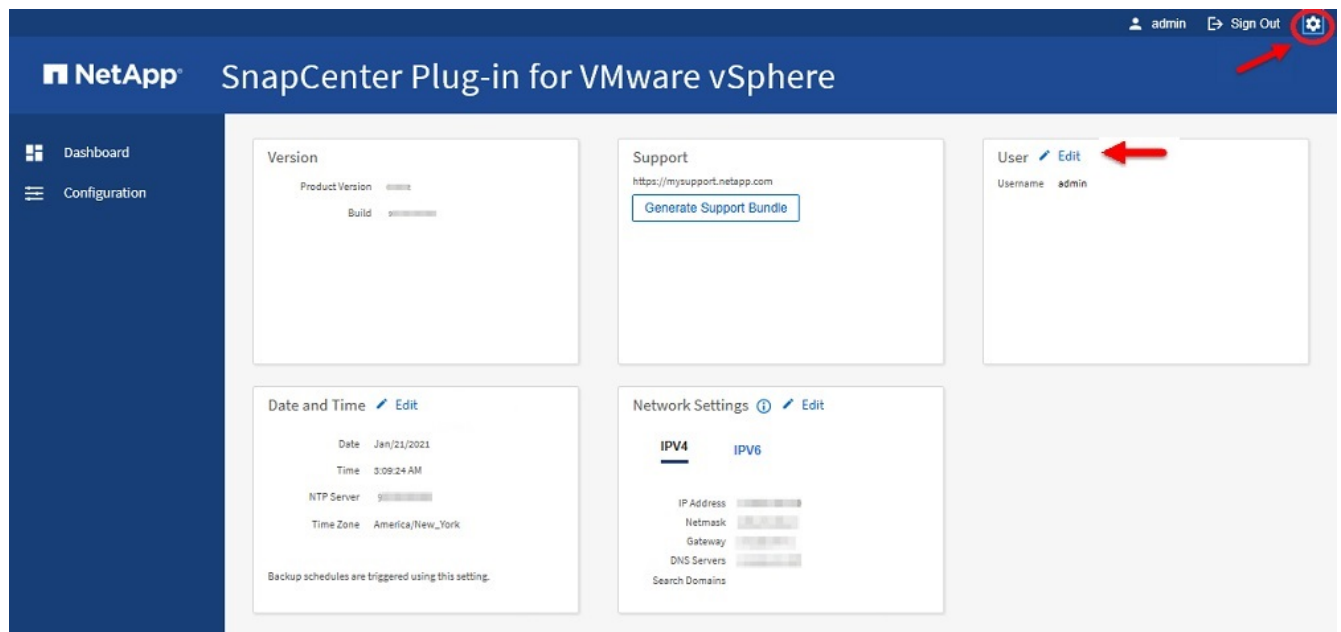 admin Sign Out
NetApp® SnapCenter Plug-in for VMware vSphere
Dashboard
Configuration
Version
Product Version
Build
Support
https://mysupport.netapp.com
Generate Support Bundle
User Edit
Username admin
Date and Time Edit
Date Jan/21/2021
Time 3:09:24 AM
NTP Server
Time Zone America/New_York
Backup schedules are triggered using this setting.
Network Settings Edit
IPV4 IPV6
IP Address
Netmask
Gateway
DNS Servers
Search Domains